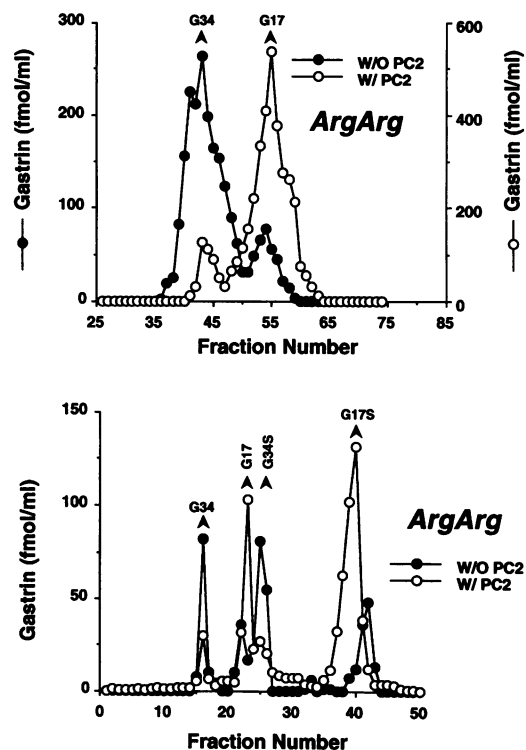 G34 G17
300 600
W/O PC2
W/ PC2
ArgArg
200 400
100 200
0 0
Gastrin (fmol/ml)
Gastrin (fmol/ml)
25 35 45 55 65 75 85
Fraction Number
150
G17S
G17
G34S
G34
ArgArg
100
W/O PC2
W/ PC2
50
0
Gastrin (fmol/ml)
0 10 20 30 40 50
Fraction Number